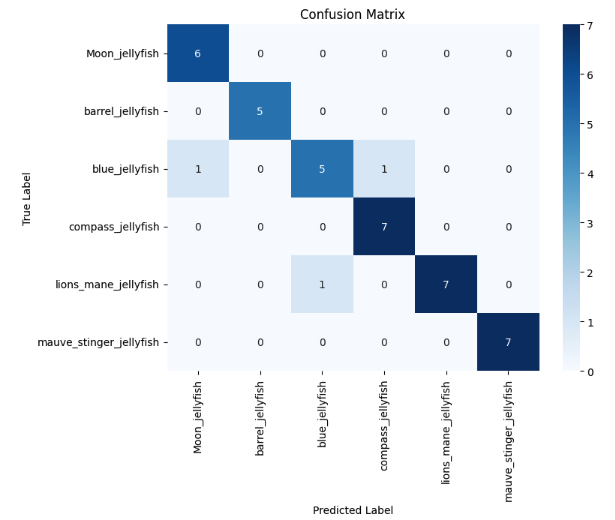 Confusion Matrix
Moon_jellyfish 6 0 0 0 0 0
barrel_jellyfish 0 5 0 0 0 0
blue_jellyfish 1 0 5 1 0 0
compass_jellyfish 0 0 0 7 0 0
lions_mane_jellyfish 0 0 1 0 7 0
mauve_stinger_jellyfish 0 0 0 0 0 7
True Label
Moon_jellyfish
barrel_jellyfish
blue_jellyfish
compass_jellyfish
lions_mane_jellyfish
mauve_stinger_jellyfish
Predicted Label
7
6
5
4
3
2
1
0